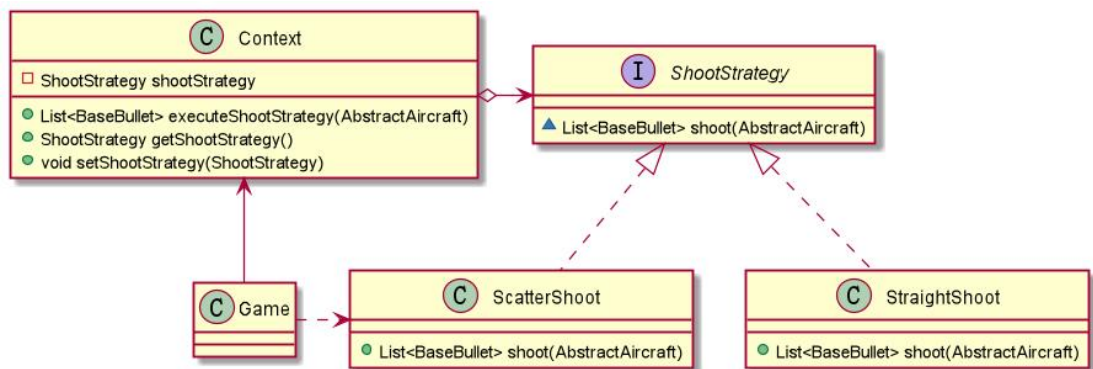 C Context
ShootStrategy shootStrategy
List<BaseBullet> executeShootStrategy(AbstractAircraft)
ShootStrategy getShootStrategy()
void setShootStrategy(ShootStrategy)
I ShootStrategy
List<BaseBullet> shoot(AbstractAircraft)
C Game
C ScatterShoot
List<BaseBullet> shoot(AbstractAircraft)
C StraightShoot
List<BaseBullet> shoot(AbstractAircraft)